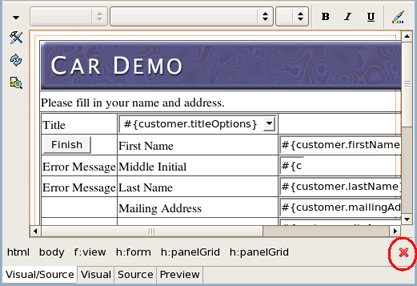 B I U
CAR DEMO
Please fill in your name and address.
Title #{customer.titleOptions}
Finish First Name #{customer.firstName
Error Message Middle Initial #{c
Error Message Last Name #{customer.lastName}
Mailing Address #{customer.mailingAd
html body f:view h:form h:panelGrid h:panelGrid
Visual/Source Visual Source Preview